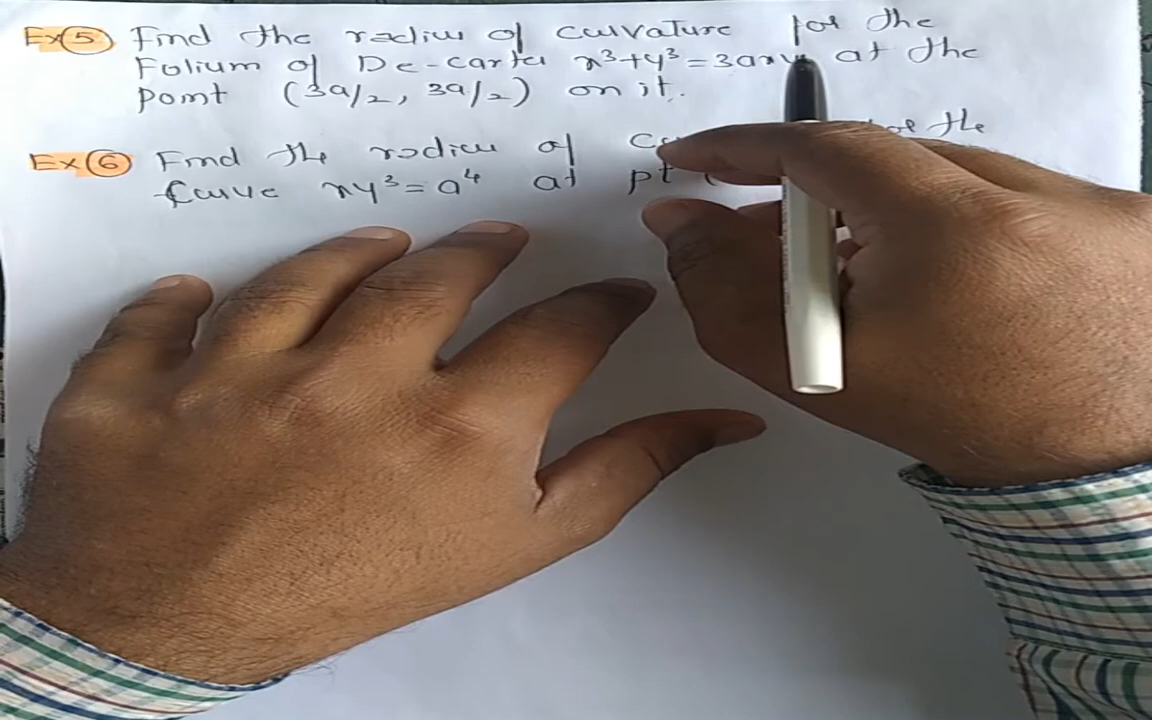 Ex⑤ Find the radius of curvature for the
Folium of De-cartes x³+y³=3axy at the
point (3a/2, 3a/2) on it.
Ex⑥ Find the radius of the
Curve xy³=a⁴ at pt (